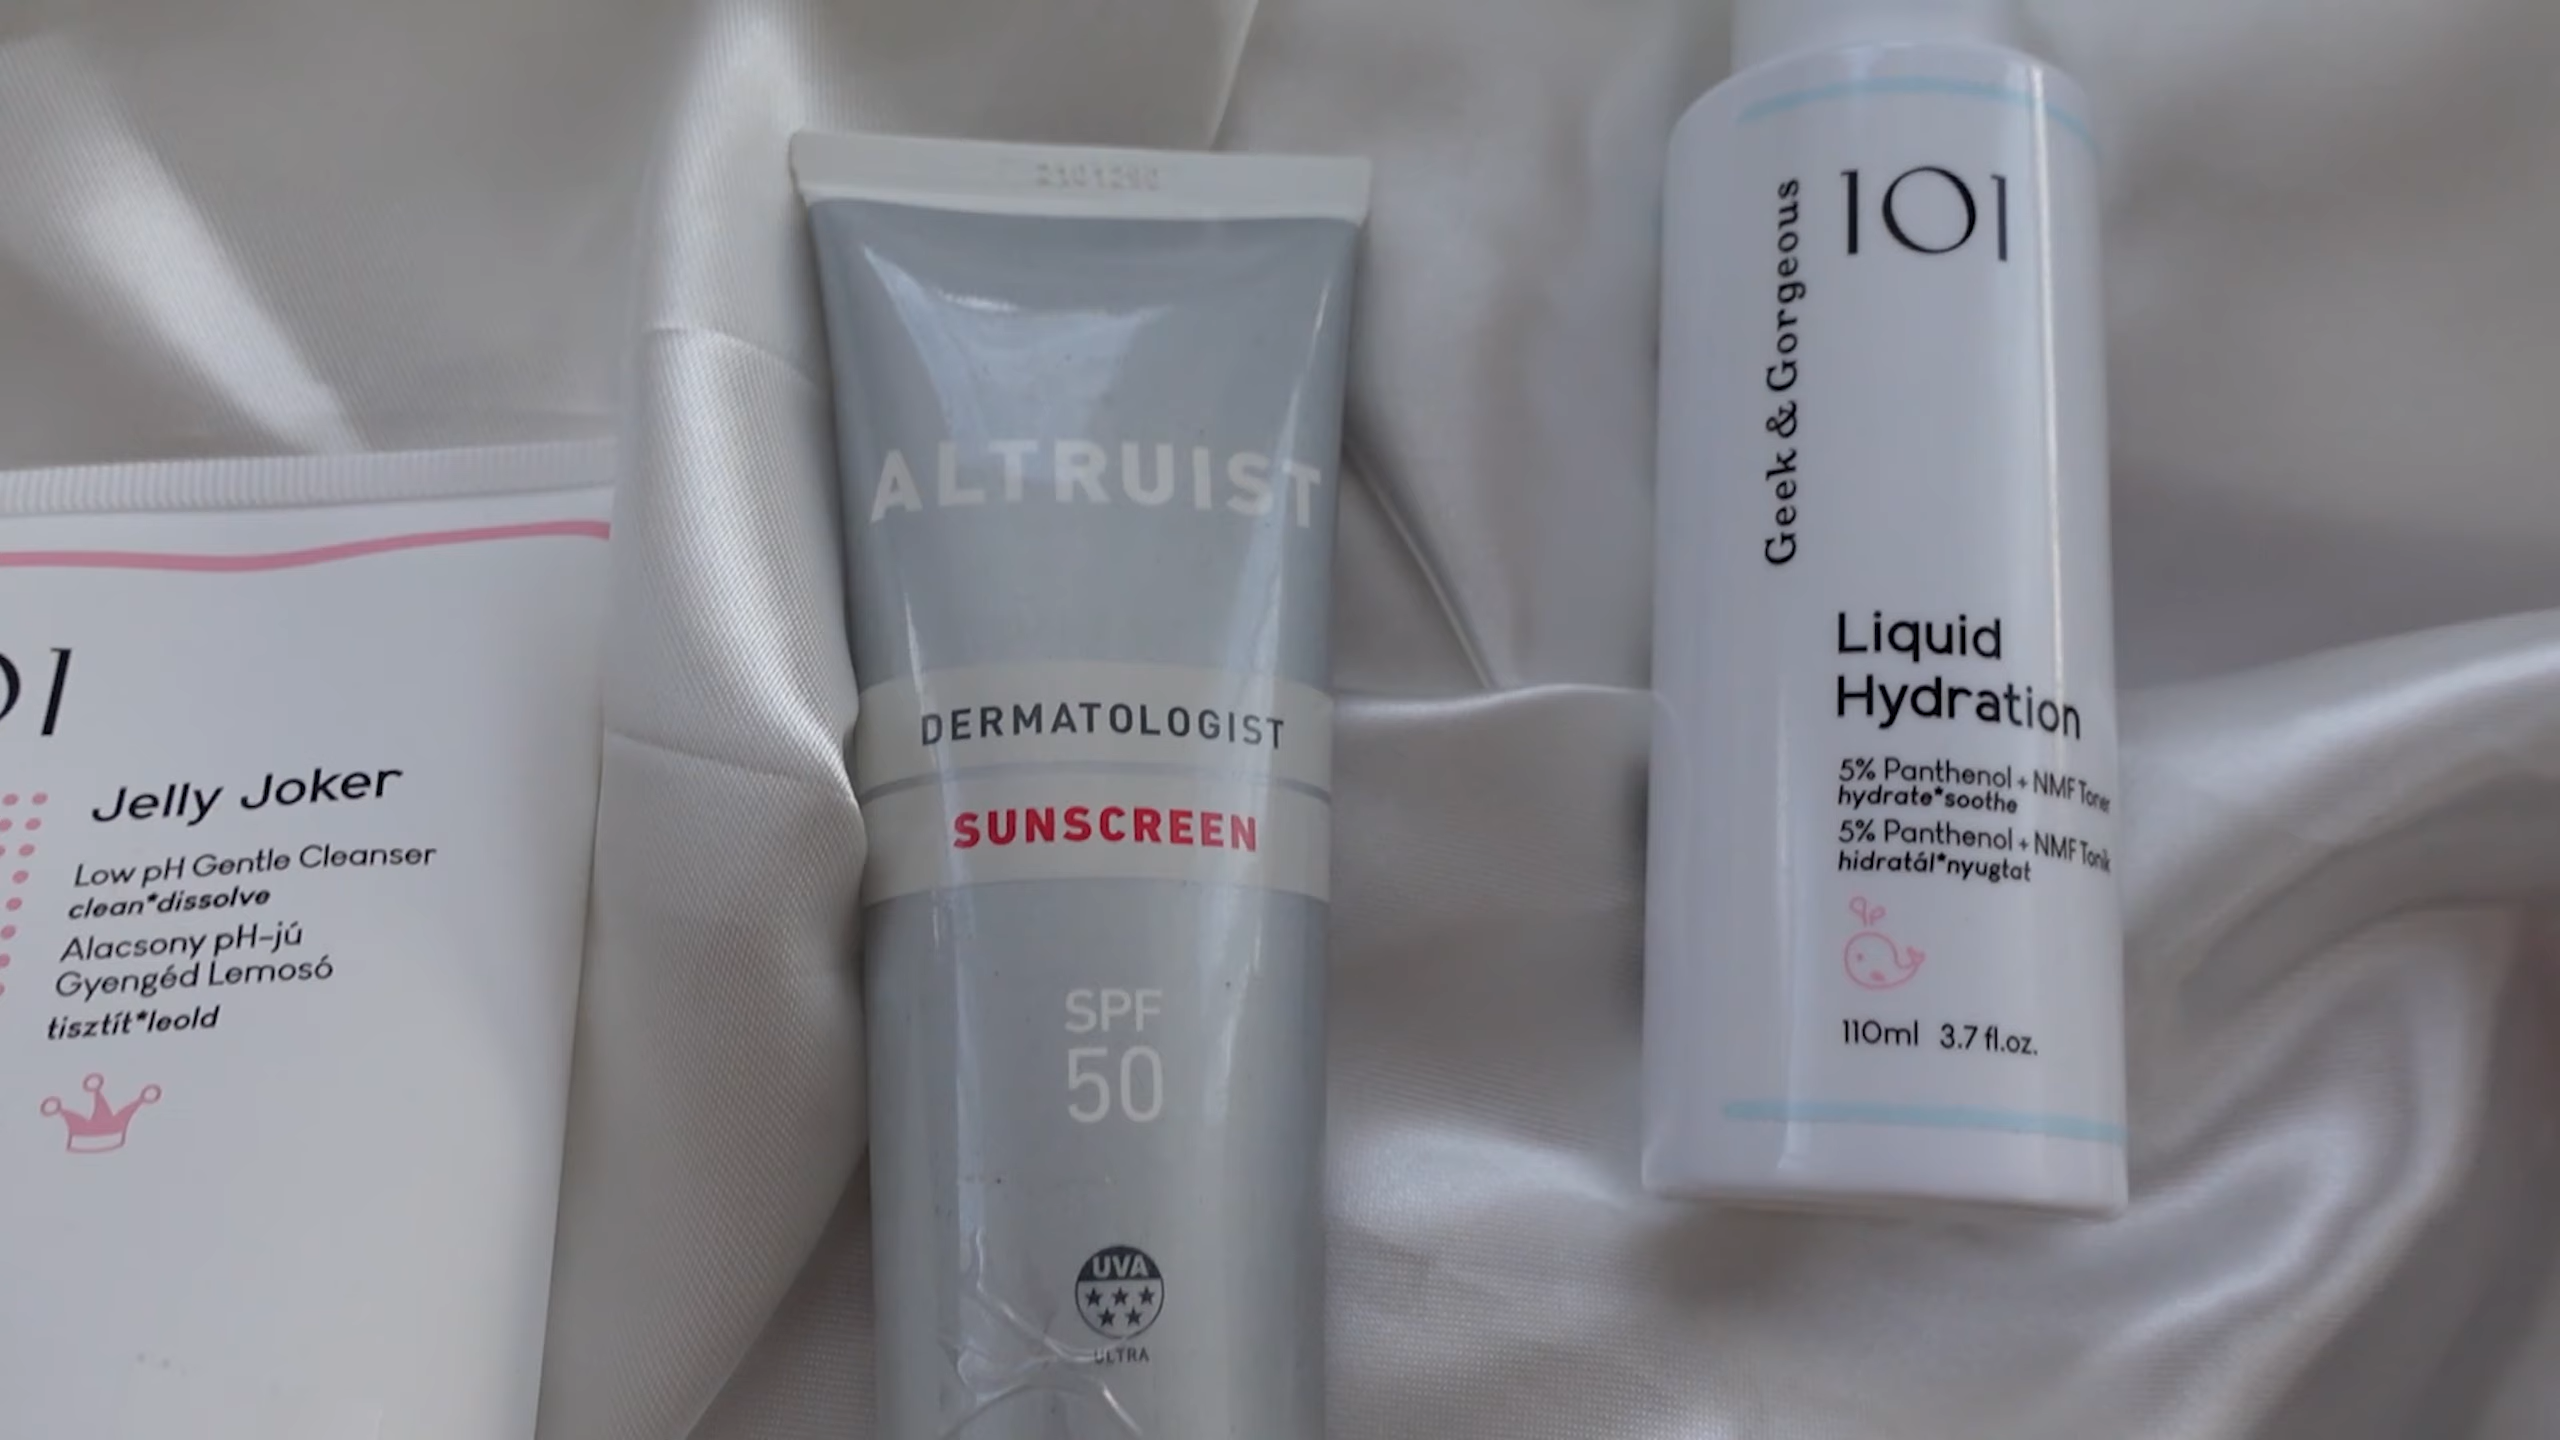 Jelly Joker
Low pH Gentle Cleanser
clean*dissolve
Alacsony pH-jú
Gyengéd Lemosó
tisztít*leold
ALTRUIST
DERMATOLOGIST
SUNSCREEN
SPF
50
UVA
ULTRA
Geek & Gorgeous
101
Liquid
Hydration
5% Panthenol + NMF Toner
hydrate*soothe
5% Panthenol + NMF Tonik
hidratál*nyugtat
110ml 3.7 fl.oz.